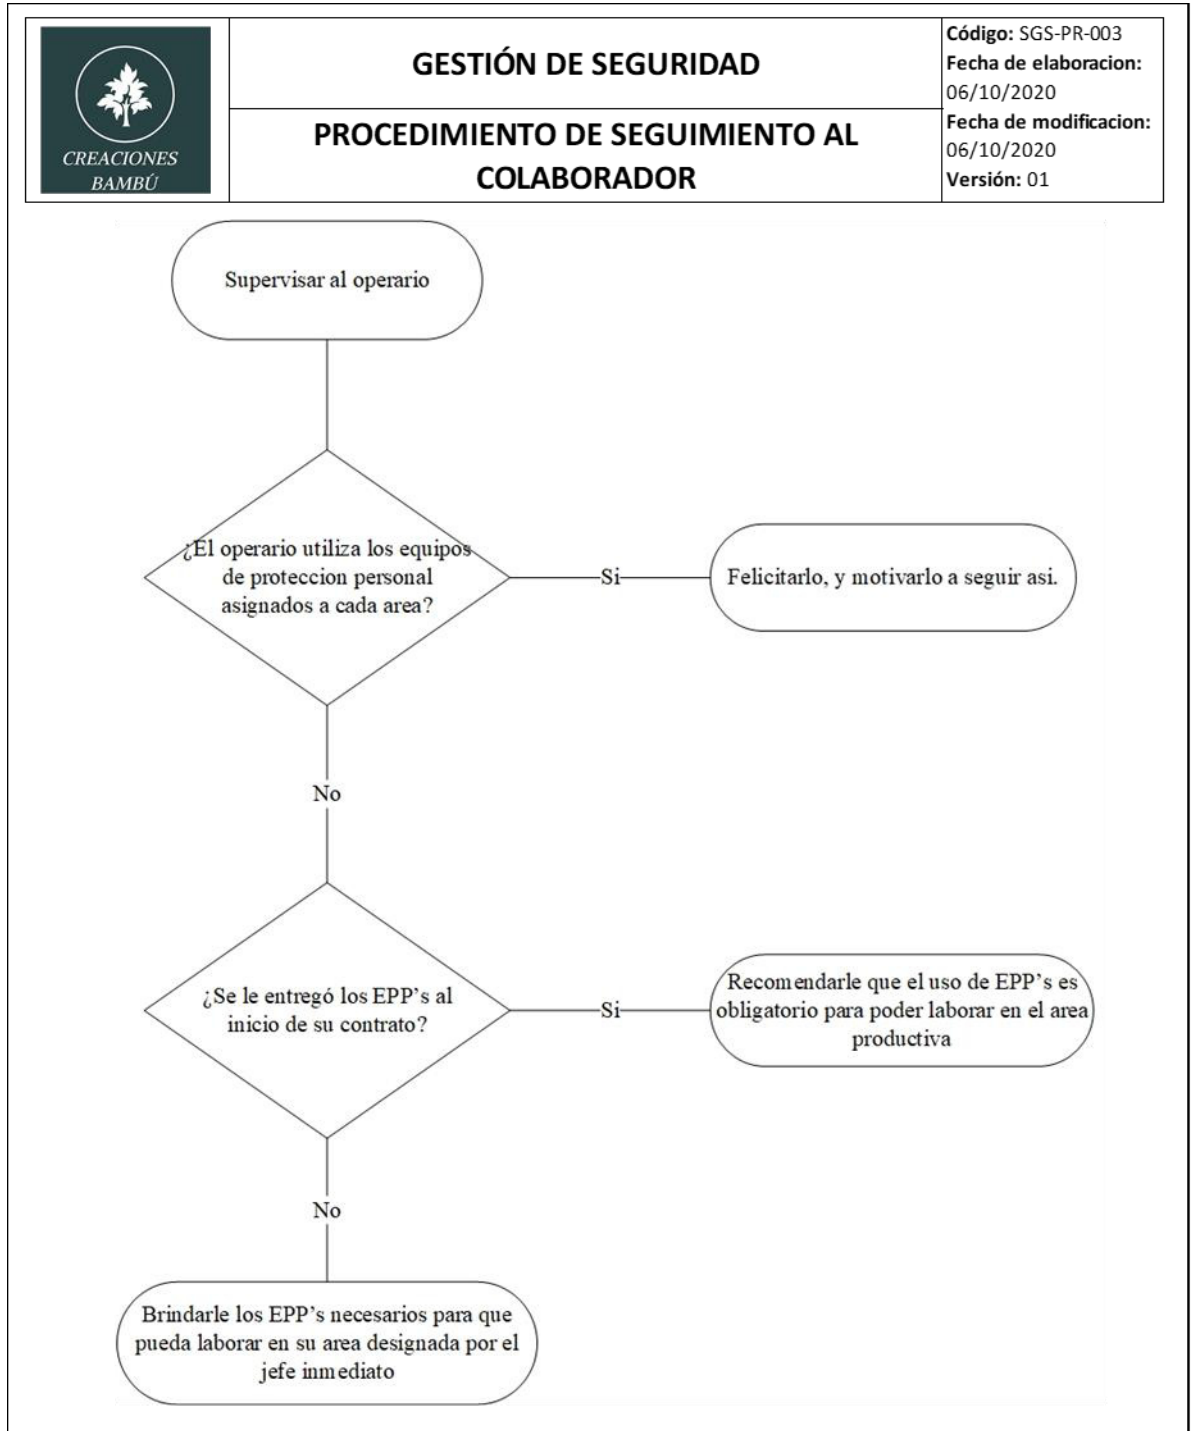 CREACIONES
BAMBÚ
GESTIÓN DE SEGURIDAD
PROCEDIMIENTO DE SEGUIMIENTO AL
COLABORADOR
Código: SGS-PR-003
Fecha de elaboracion:
06/10/2020
Fecha de modificacion:
06/10/2020
Versión: 01
Supervisar al operario
¿El operario utiliza los equipos
de proteccion personal
asignados a cada area?
Si
Felicitarlo, y motivarlo a seguir asi.
No
¿Se le entregó los EPP’s al
inicio de su contrato?
Si
Recomendarle que el uso de EPP’s es
obligatorio para poder laborar en el area
productiva
No
Brindarle los EPP’s necesarios para que
pueda laborar en su area designada por el
jefe inmediato